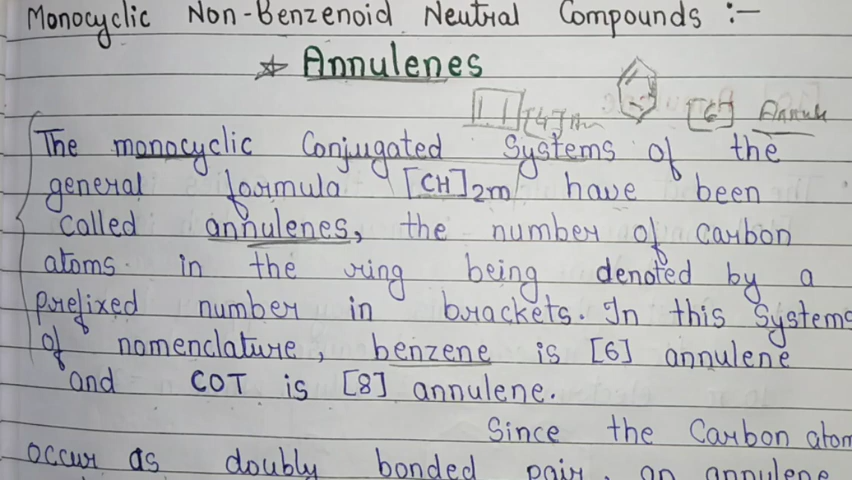 Monocyclic Non-Benzenoid Neutral Compounds :-
☆ Annulenes
[4] An
[6] Annule
The monocyclic Conjugated Systems of the
general formula [CH]2m have been
called annulenes, the number of carbon
atoms in the ring being denoted by a
prefixed number in brackets. In this Systems
of nomenclature, benzene is [6] annulene
and COT is [8] annulene.
Since the Carbon atom
occur as doubly bonded pair, an annulene